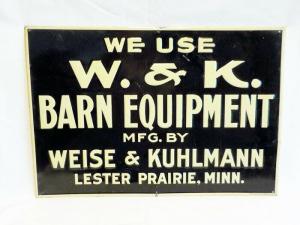 WE USE
W. & K.
BARN EQUIPMENT
MFG. BY
WEISE & KUHLMANN
LESTER PRAIRIE, MINN.